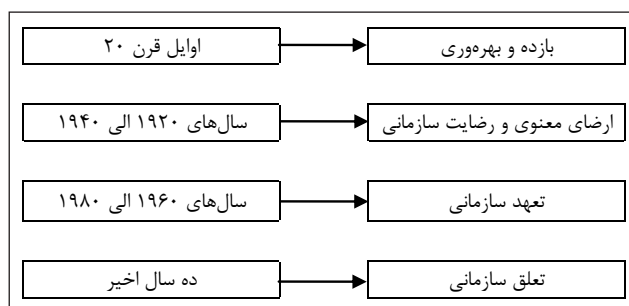 اوایل قرن ۲۰
بازده و بهره‌وری
سال‌های ۱۹۲۰ الی ۱۹۴۰
ارضای معنوی و رضایت سازمانی
سال‌های ۱۹۶۰ الی ۱۹۸۰
تعهد سازمانی
ده سال اخیر
تعلق سازمانی